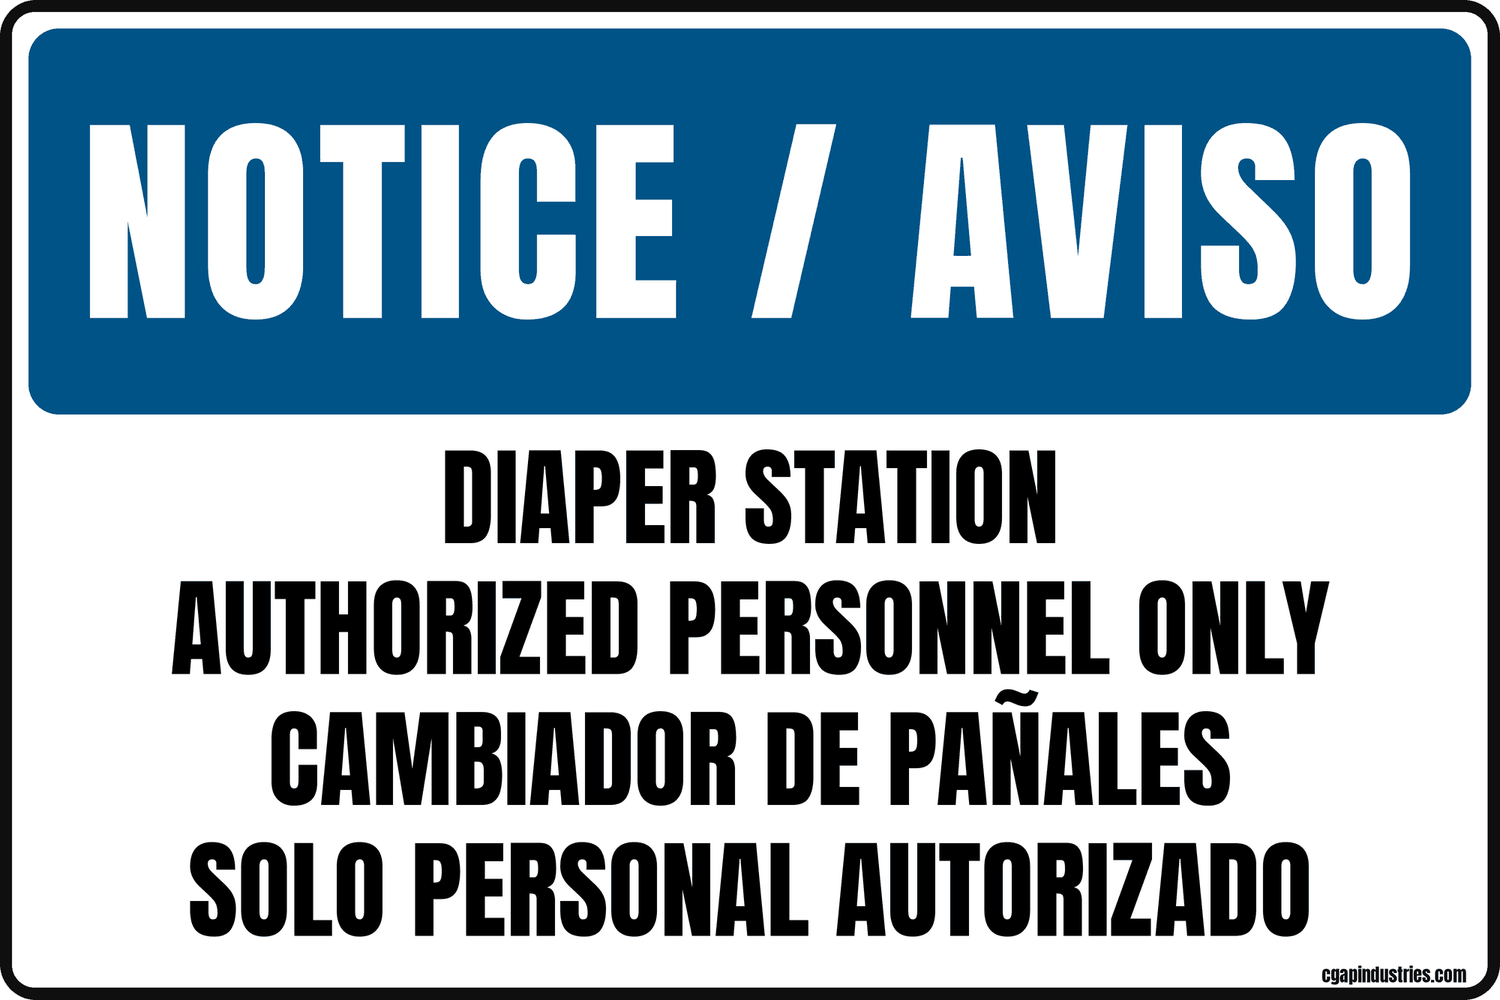 NOTICE / AVISO
DIAPER STATION
AUTHORIZED PERSONNEL ONLY
CAMBIADOR DE PAÑALES
SOLO PERSONAL AUTORIZADO
cgapindustries.com